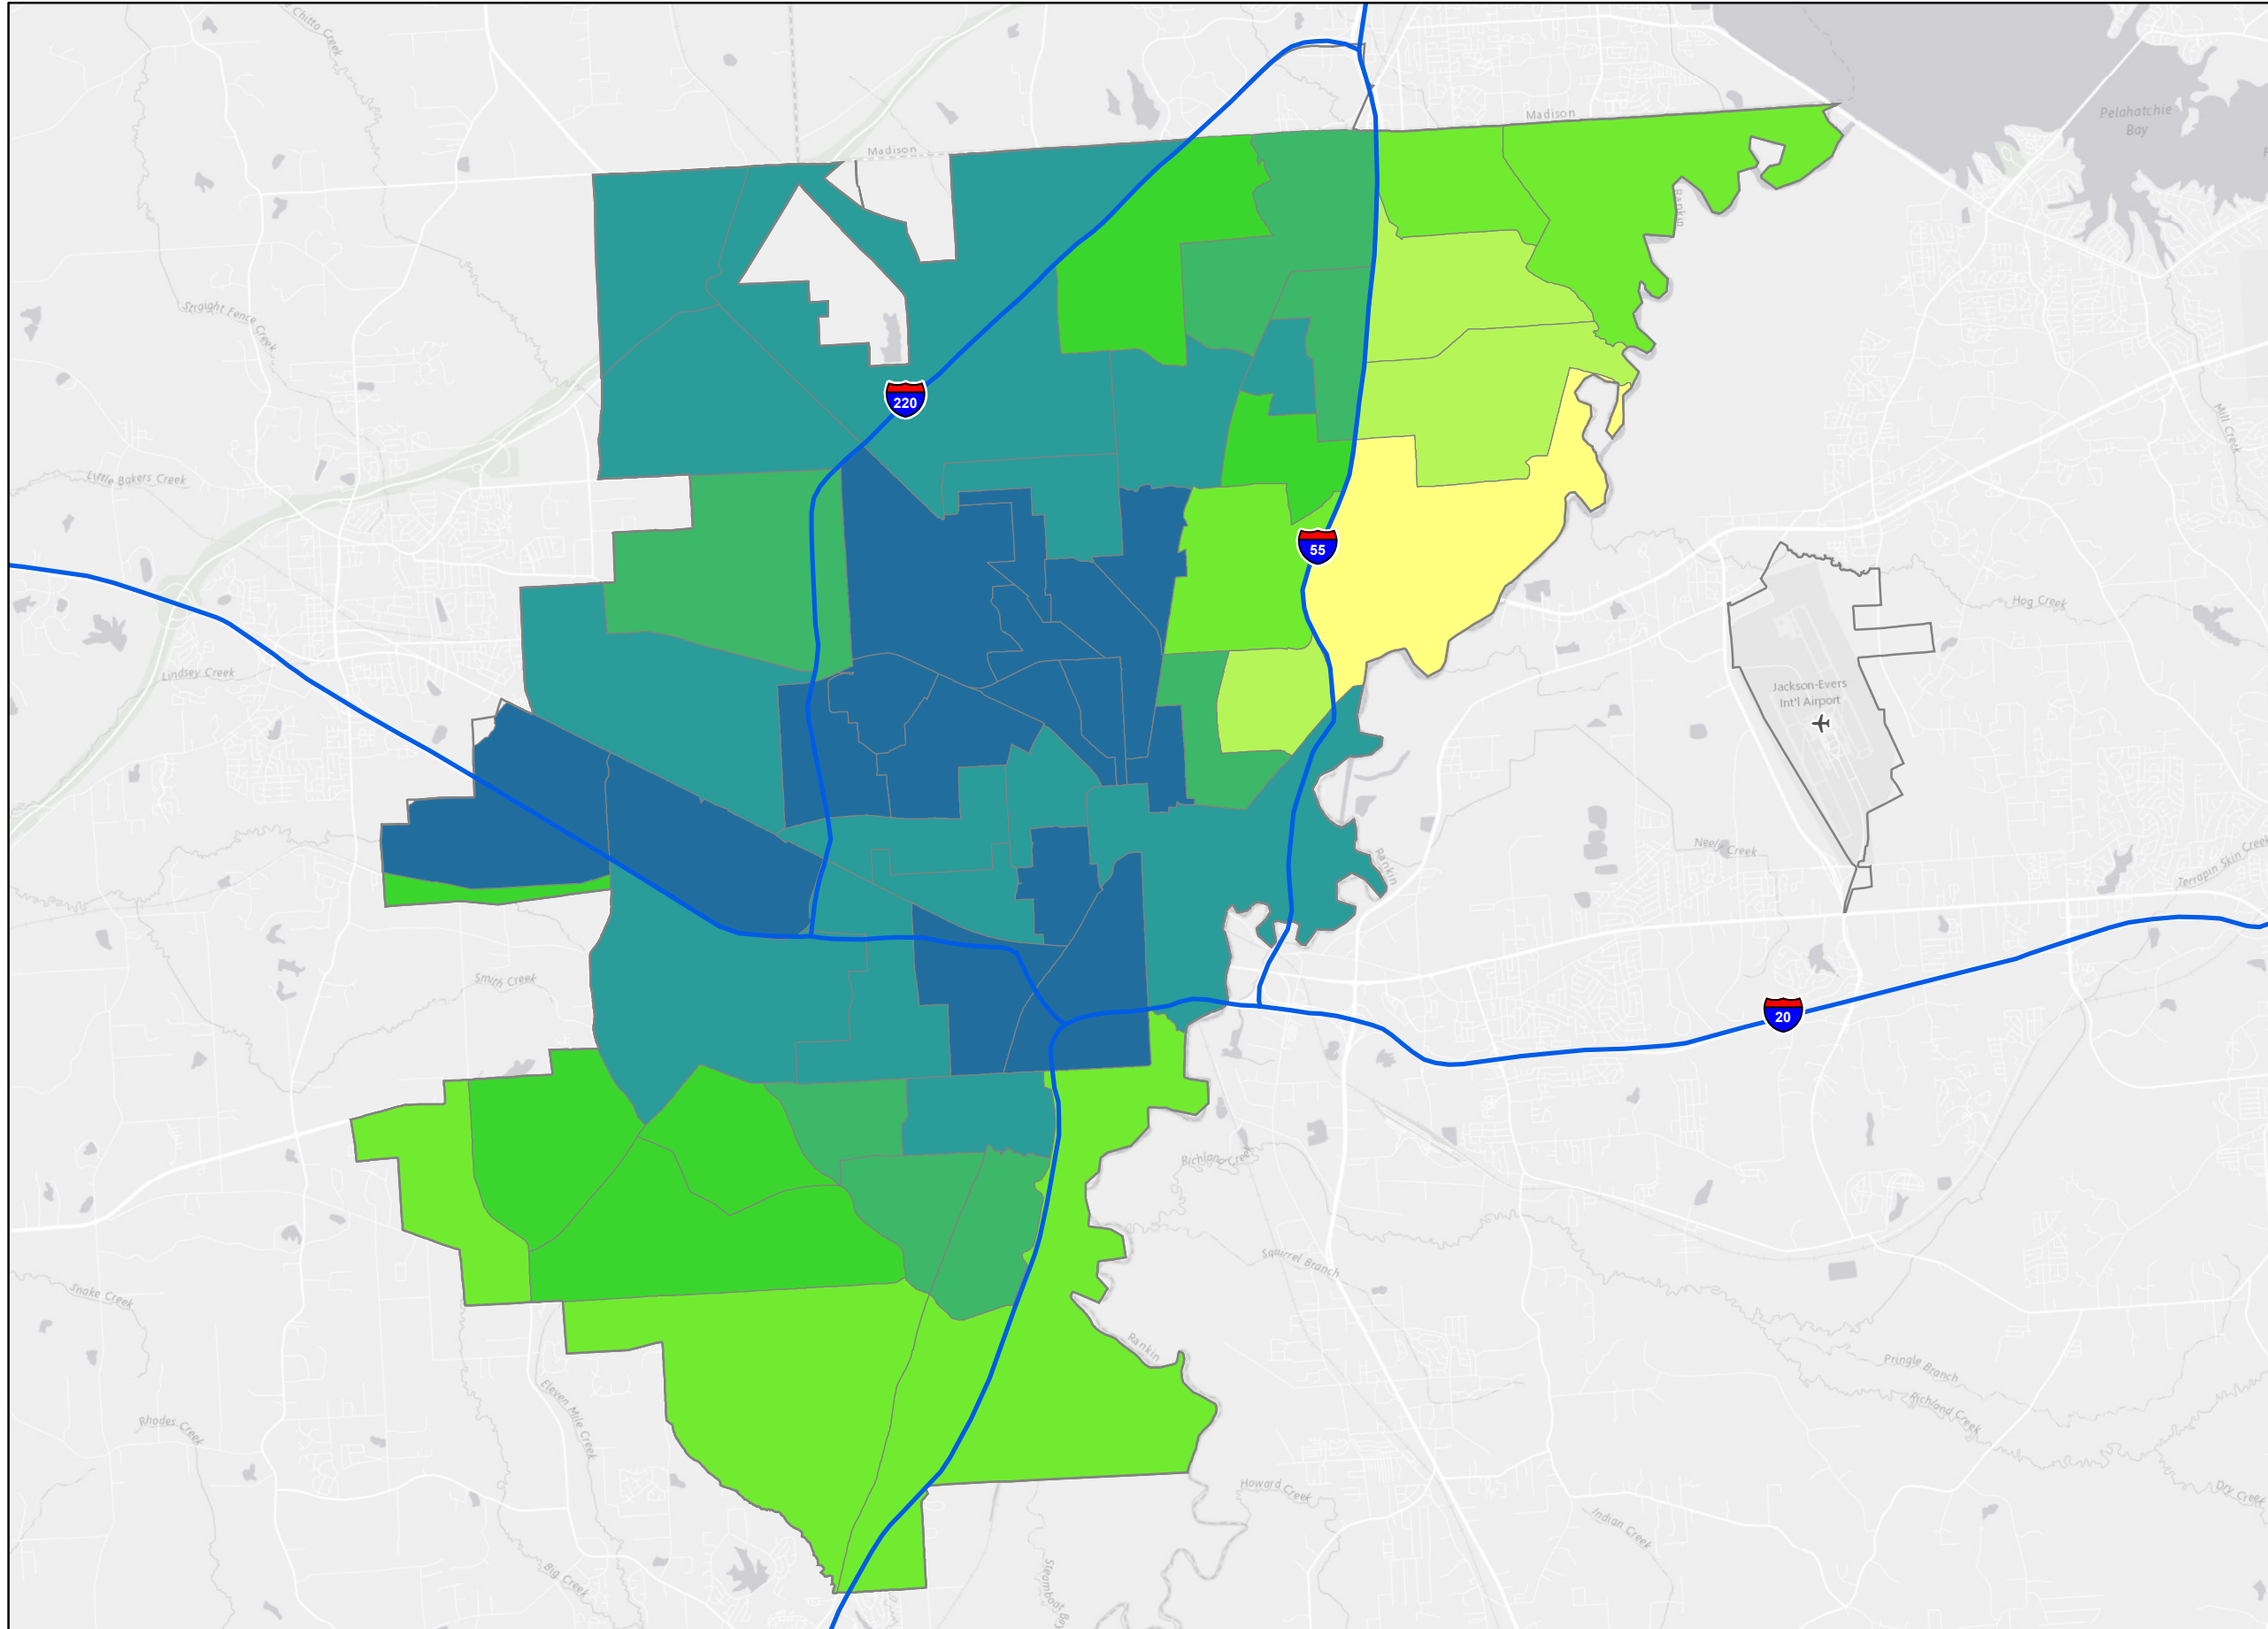 Chitto Creek
Madison
Madison
Pelahatchie
Bay
Rankin
Straight Fence Creek
220
Mill Creek
Little Bakers Creek
55
Hog Creek
Lindsey Creek
Jackson-Evers
Int'l Airport
Neely Creek
Rankin
Terrapin Skin Creek
Smith Creek
20
Richland Creek
Squirrel Branch
Snake Creek
Rankin
Pringle Branch
Eleven Mile Creek
Richland Creek
Rhodes Creek
Howard Creek
Dry Creek
Indian Creek
Big Creek
Steamboat